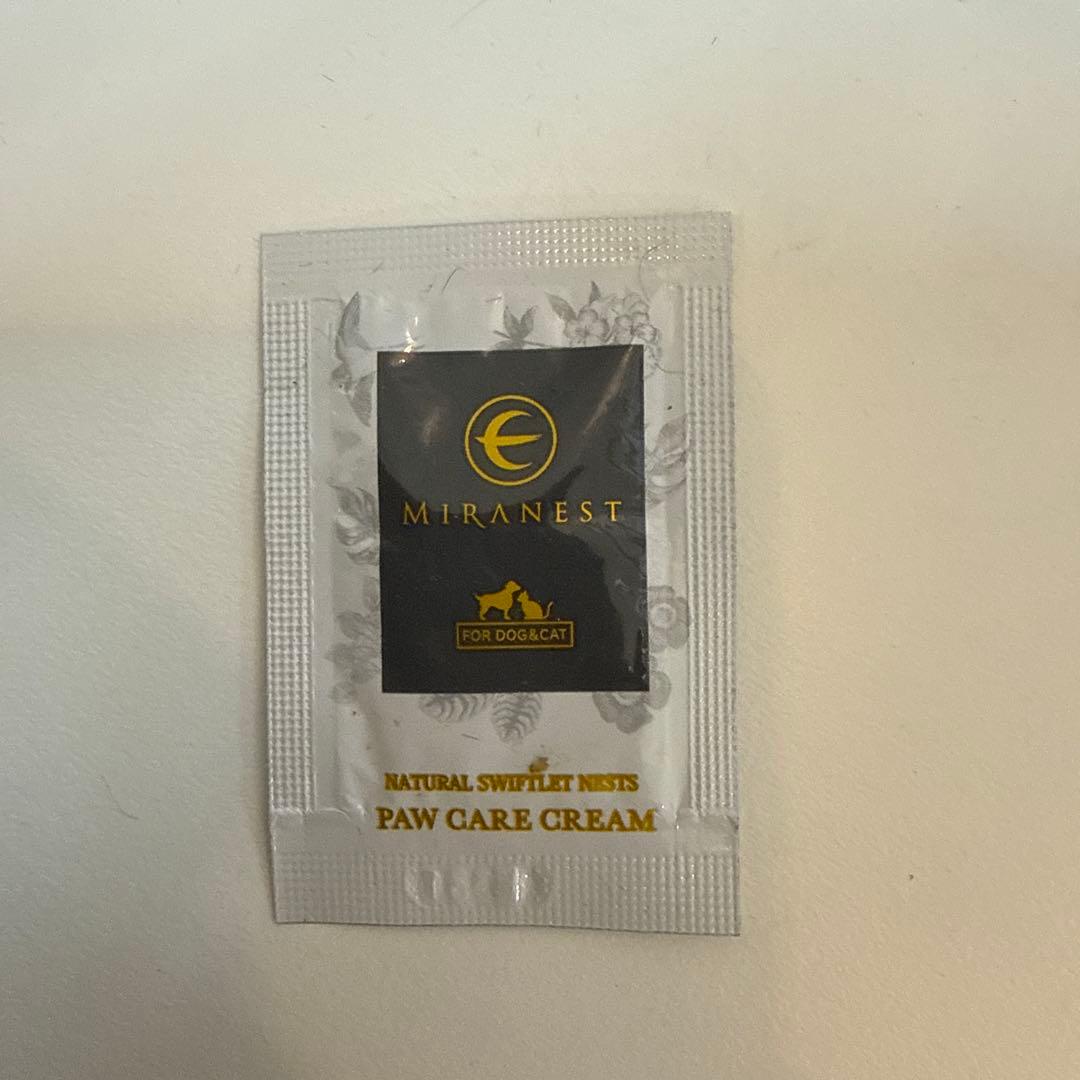 MIRANEST
FOR DOG&CAT
NATURAL SWIFTLET NESTS
PAW CARE CREAM